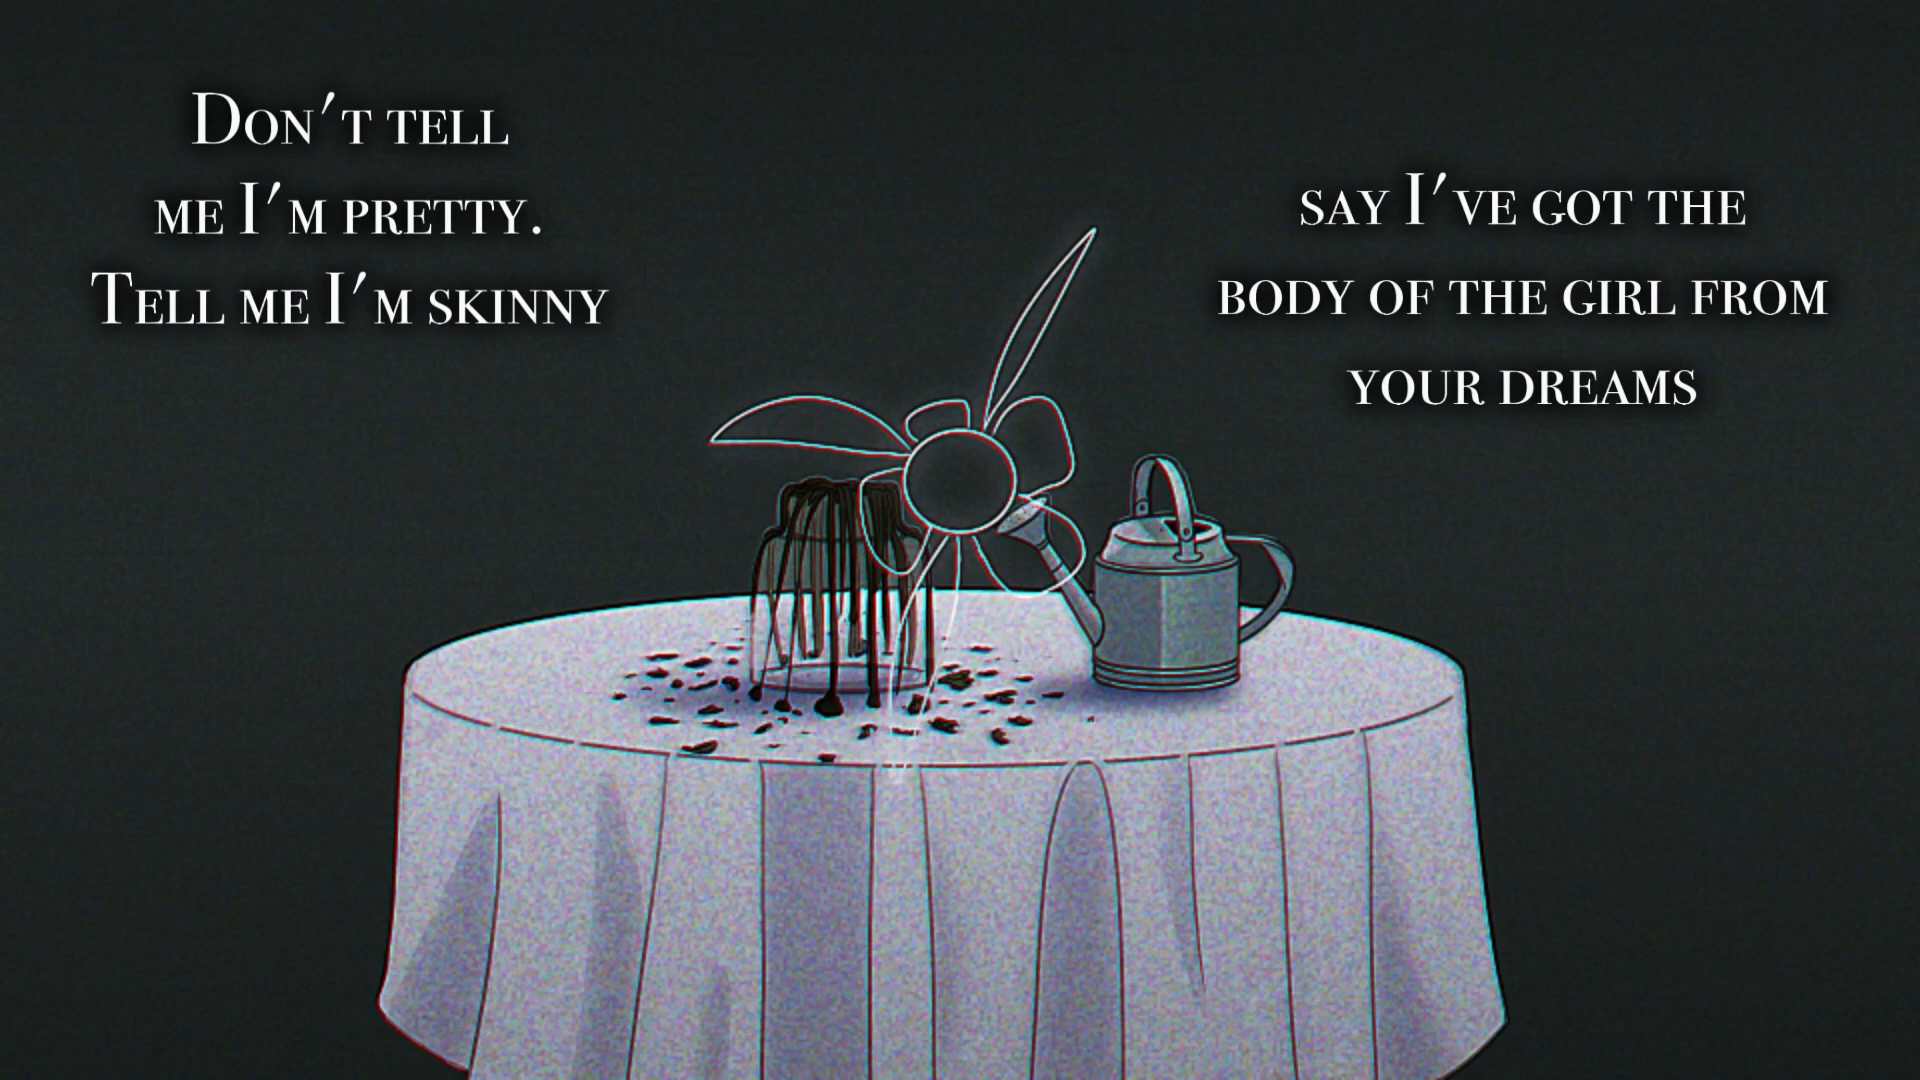 Don't tell
me I'm pretty.
Tell me I'm skinny
say I've got the
body of the girl from
your dreams